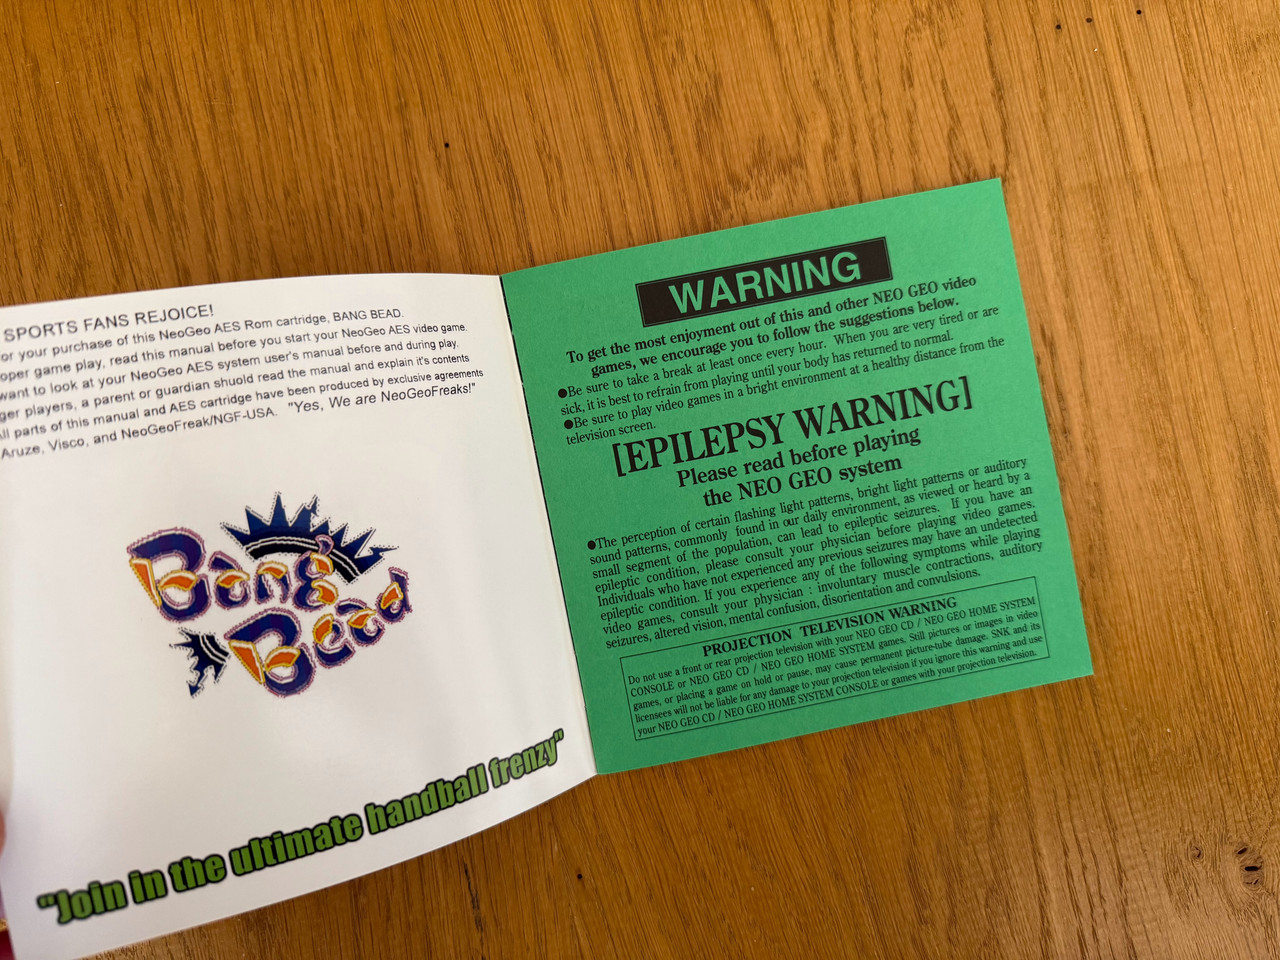 SPORTS FANS REJOICE!
or your purchase of this NeoGeo AES Rom cartridge, BANG BEAD.
oper game play, read this manual before you start your NeoGeo AES video game.
want to look at your NeoGeo AES system user's manual before and during play.
ger players, a parent or guardian shuold read the manual and explain it's contents
ll parts of this manual and AES cartridge have been produced by exclusive agreements
Aruze, Visco, and NeoGeoFreak/NGF-USA. "Yes, We are NeoGeoFreaks!"
Bang
Bead
"Join in the ultimate handball frenzy"
WARNING
To get the most enjoyment out of this and other NEO GEO video
games, we encourage you to follow the suggestions below.
●Be sure to take a break at least once every hour. When you are very tired or are
sick, it is best to refrain from playing until your body has returned to normal.
●Be sure to play video games in a bright environment at a healthy distance from the
television screen.
[EPILEPSY WARNING]
Please read before playing
the NEO GEO system
●The perception of certain flashing light patterns, bright light patterns or auditory
sound patterns, commonly found in our daily environment, as viewed or heard by a
small segment of the population, can lead to epileptic seizures. If you have an
epileptic condition, please consult your physician before playing video games.
Individuals who have not experienced any previous seizures may have an undetected
epileptic condition. If you experience any of the following symptoms while playing
video games, consult your physician : involuntary muscle contractions, auditory
seizures, altered vision, mental confusion, disorientation and convulsions.
PROJECTION TELEVISION WARNING
Do not use a front or rear projection television with your NEO GEO CD / NEO GEO HOME SYSTEM
CONSOLE or NEO GEO CD / NEO GEO HOME SYSTEM games. Still pictures or images in video
games, or placing a game on hold or pause, may cause permanent picture-tube damage. SNK and its
licensees will not be liable for any damage to your projection television if you ignore this warning and use
your NEO GEO CD / NEO GEO HOME SYSTEM CONSOLE or games with your projection television.